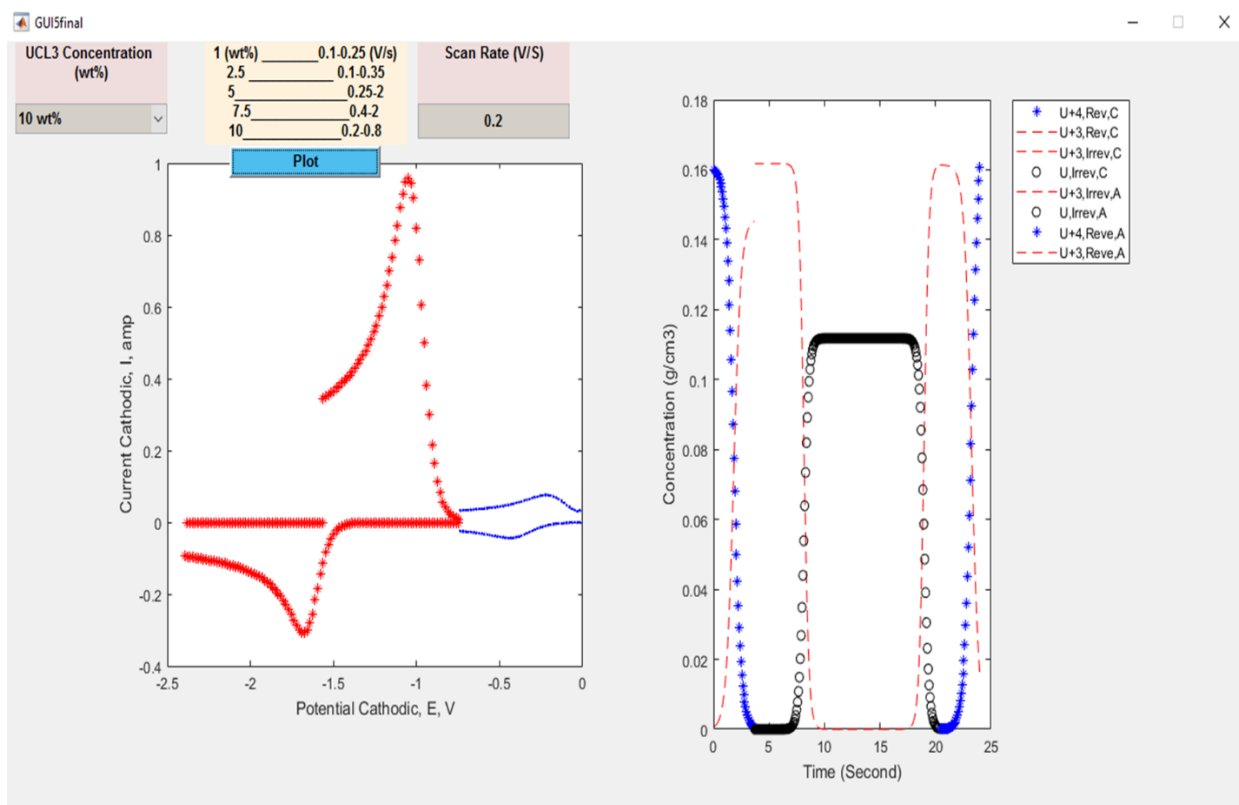 GUI5final
UCL3 Concentration
(wt%)
10 wt%
1 (wt%) ________0.1-0.25 (V/s)
2.5 ____________ 0.1-0.35
5________________0.25-2
7.5_____________0.4-2
10______________0.2-0.8
Scan Rate (V/S)
0.2
Plot
1
0.8
0.6
0.4
0.2
0
-0.2
-0.4
-2.5
-2
-1.5
-1
-0.5
0
Current Cathodic, I, amp
Potential Cathodic, E, V
0.18
0.16
0.14
0.12
0.1
0.08
0.06
0.04
0.02
0
0
5
10
15
20
25
Concentration (g/cm3)
Time (Second)
U+4,Rev,C
U+3,Rev,C
U+3,Irrev,C
U,Irrev,C
U+3,Irrev,A
U,Irrev,A
U+4,Reve,A
U+3,Reve,A